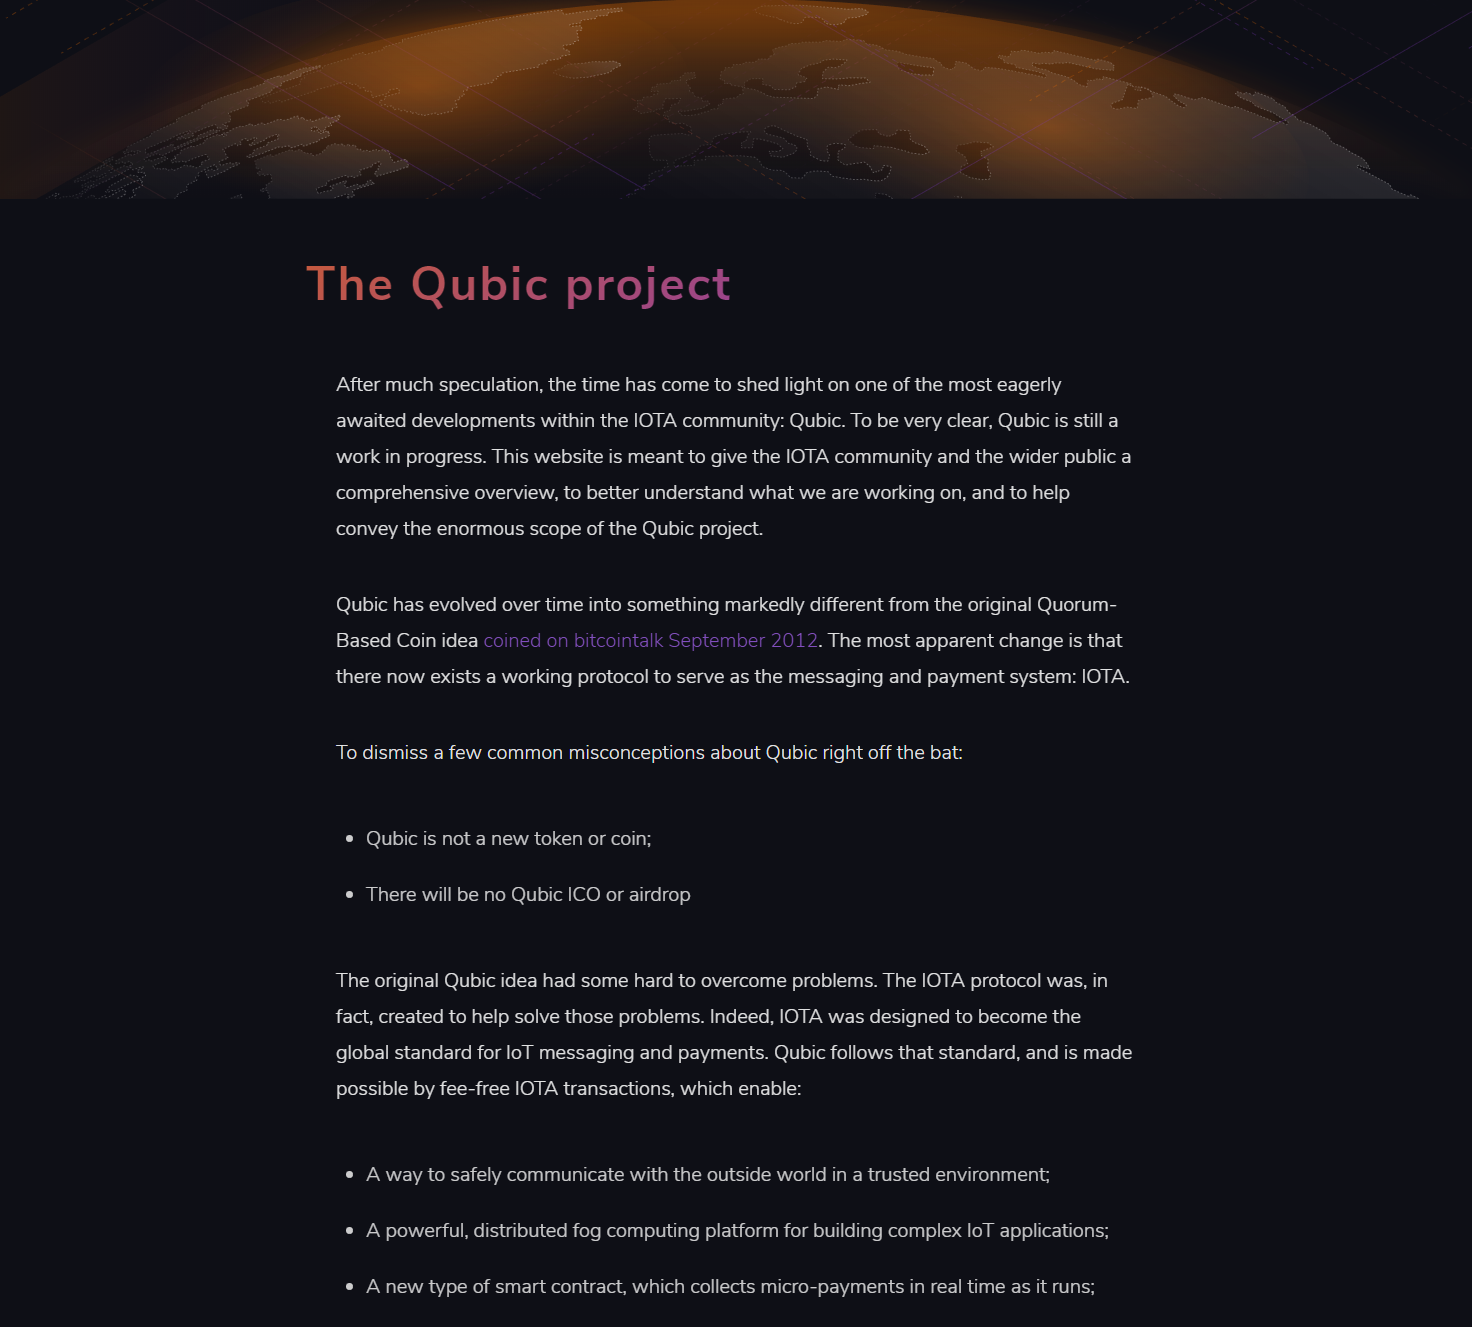 The Qubic project
After much speculation, the time has come to shed light on one of the most eagerly
awaited developments within the IOTA community: Qubic. To be very clear, Qubic is still a
work in progress. This website is meant to give the IOTA community and the wider public a
comprehensive overview, to better understand what we are working on, and to help
convey the enormous scope of the Qubic project.
Qubic has evolved over time into something markedly different from the original Quorum-
Based Coin idea coined on bitcointalk September 2012. The most apparent change is that
there now exists a working protocol to serve as the messaging and payment system: IOTA.
To dismiss a few common misconceptions about Qubic right off the bat:
• Qubic is not a new token or coin;
• There will be no Qubic ICO or airdrop
The original Qubic idea had some hard to overcome problems. The IOTA protocol was, in
fact, created to help solve those problems. Indeed, IOTA was designed to become the
global standard for IoT messaging and payments. Qubic follows that standard, and is made
possible by fee-free IOTA transactions, which enable:
• A way to safely communicate with the outside world in a trusted environment;
• A powerful, distributed fog computing platform for building complex IoT applications;
• A new type of smart contract, which collects micro-payments in real time as it runs;